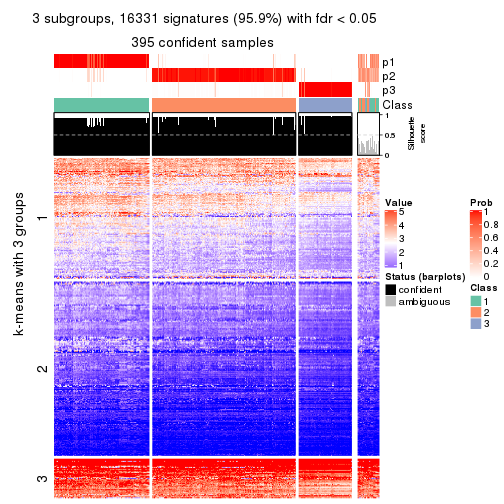 3 subgroups, 16331 signatures (95.9%) with fdr < 0.05
395 confident samples
p1
p2
p3
Class
1
0.5
0
Silhouette
score
k-means with 3 groups
1
2
3
Value
5
4
3
2
1
Status (barplots)
confident
ambiguous
Prob
1
0.8
0.6
0.4
0.2
0
Class
1
2
3